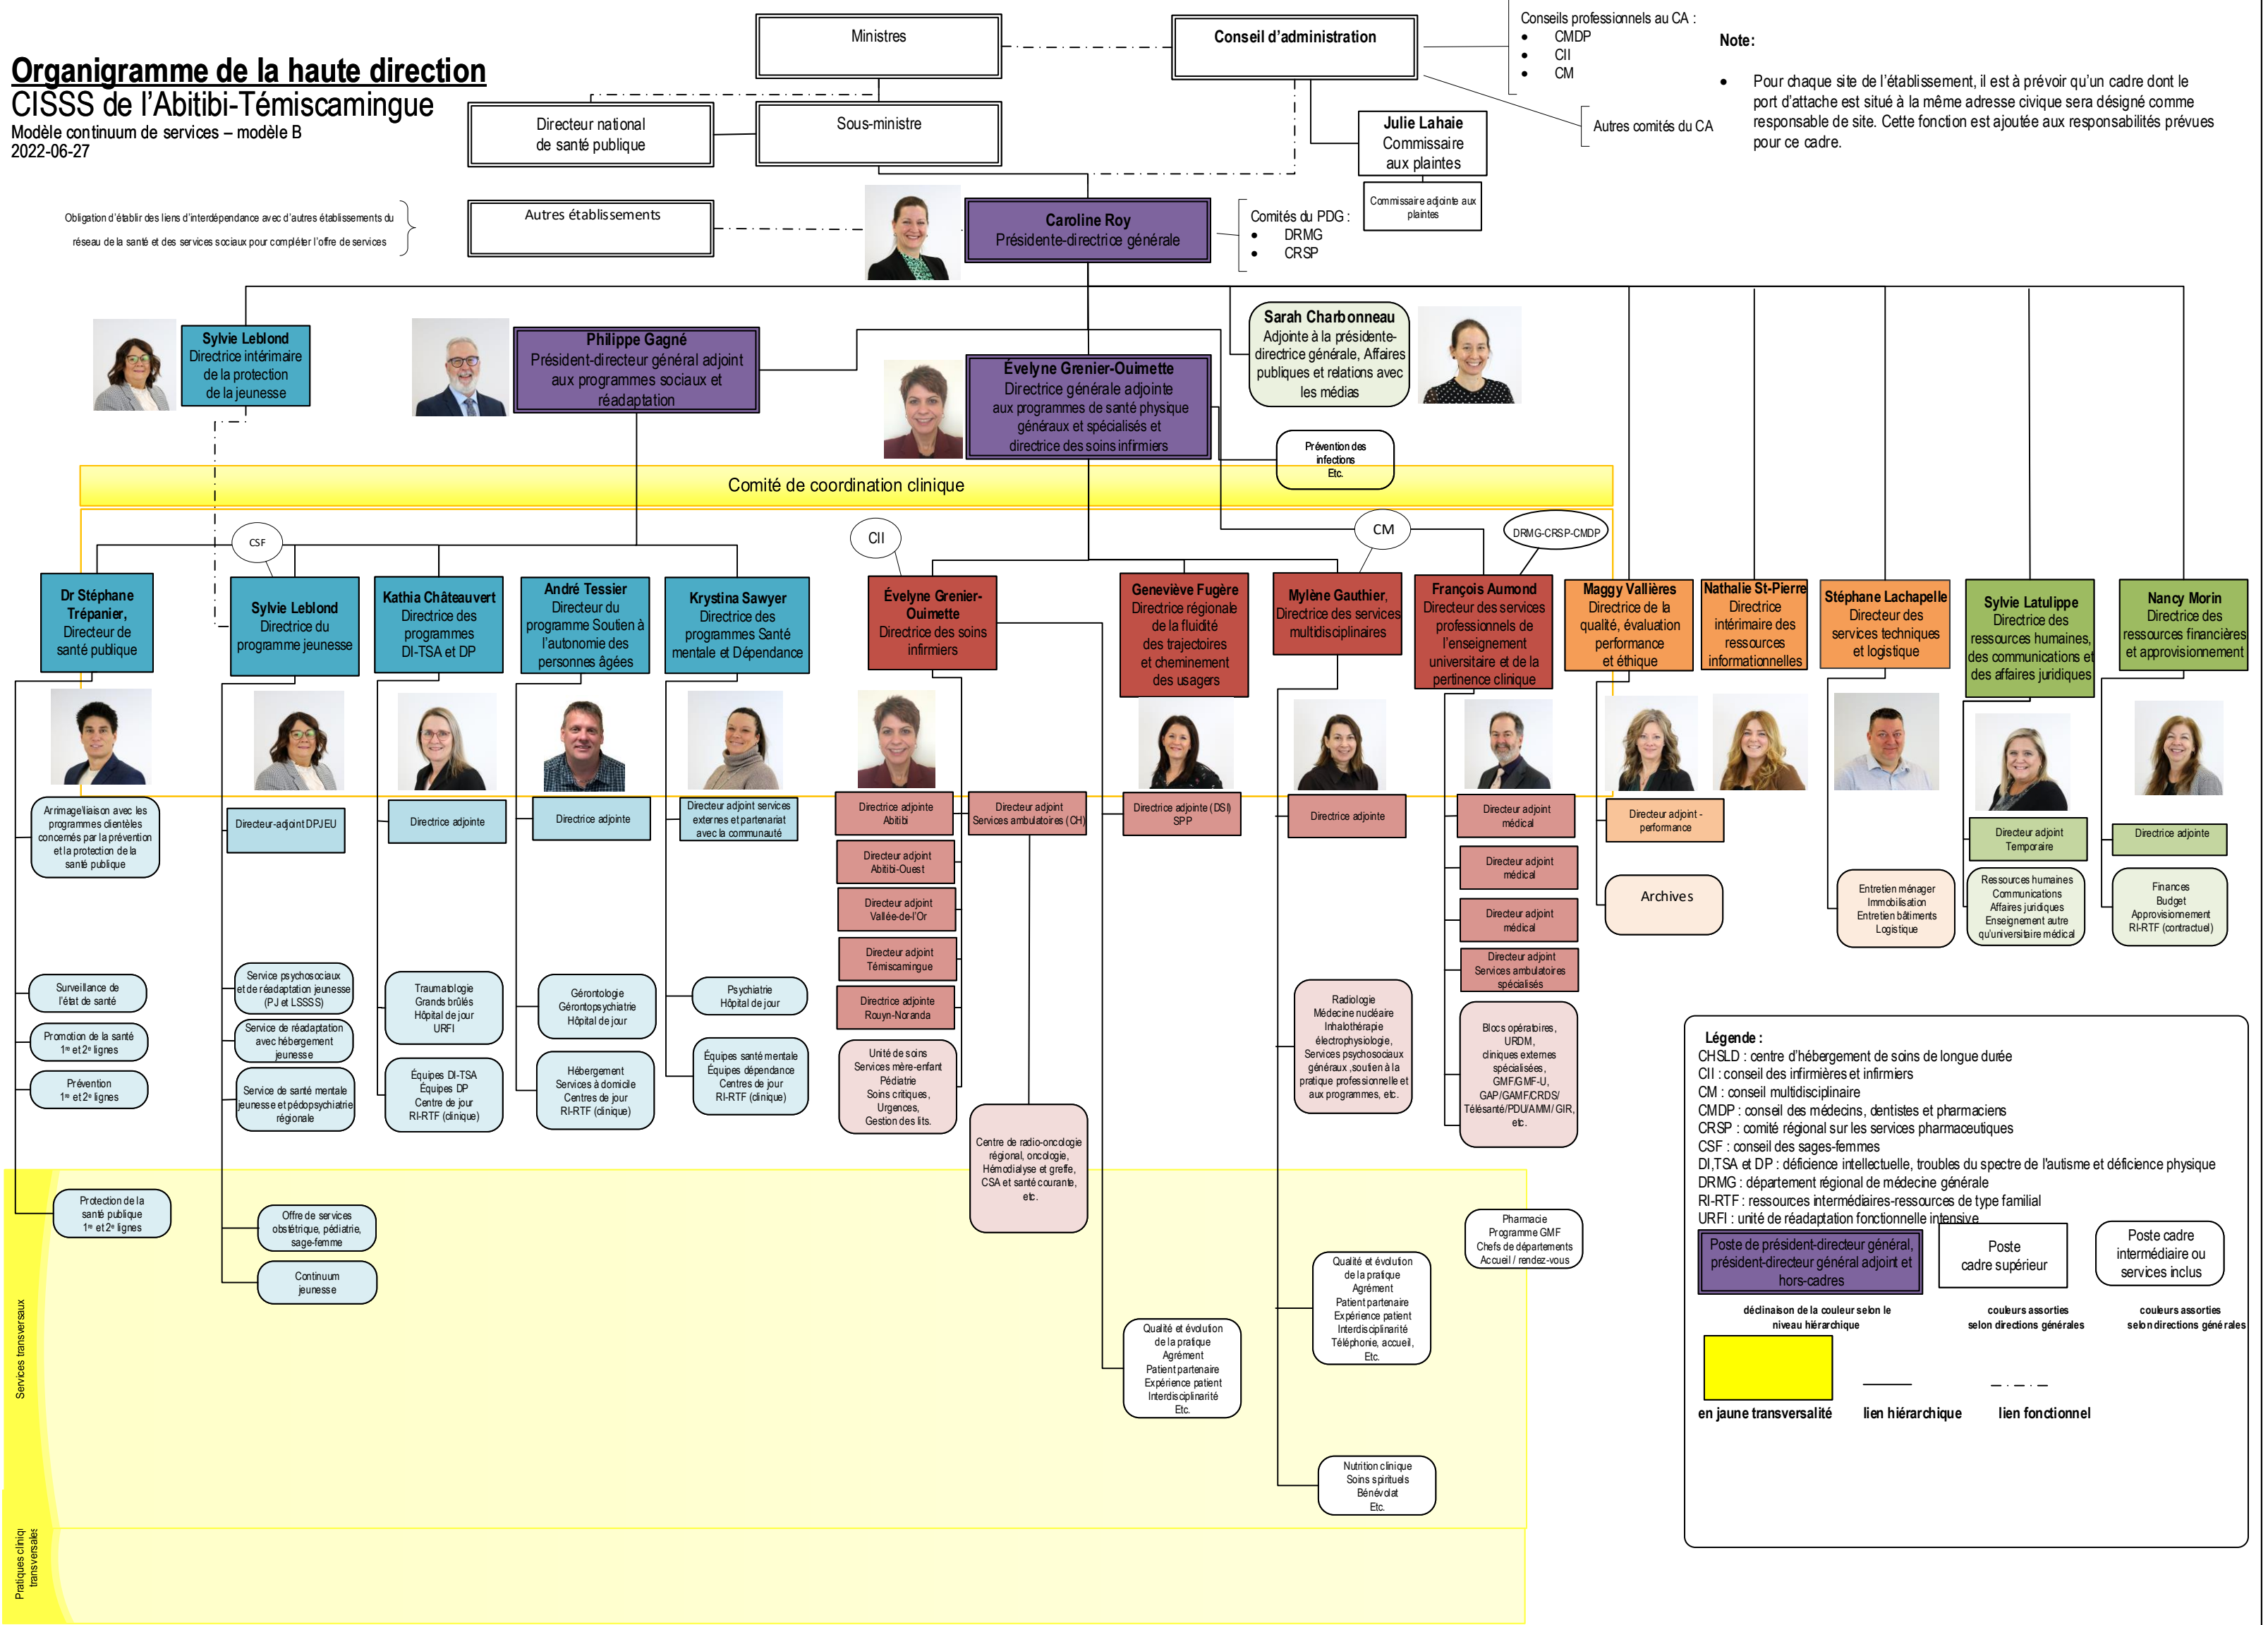 Organigramme de la haute direction
CISSS de l'Abitibi-Témiscamingue
Modèle continuum de services – modèle B
2022-06-27
Ministres
Conseil d'administration
Conseils professionnels au CA :
• CMDP
• CII
• CM
Autres comités du CA
Note:
• Pour chaque site de l'établissement, il est à prévoir qu'un cadre dont le
port d'attache est situé à la même adresse civique sera désigné comme
responsable de site. Cette fonction est ajoutée aux responsabilités prévues
pour ce cadre.
Directeur national
de santé publique
Sous-ministre
Julie Lahaie
Commissaire
aux plaintes
Commissaire adjointe aux
plaintes
Obligation d'établir des liens d'interdépendance avec d'autres établissements du
réseau de la santé et des services sociaux pour compléter l'offre de services
Autres établissements
Caroline Roy
Présidente-directrice générale
Comités du PDG :
• DRMG
• CRSP
Sylvie Leblond
Directrice intérimaire
de la protection
de la jeunesse
Philippe Gagné
Président-directeur général adjoint
aux programmes sociaux et
réadaptation
Évelyne Grenier-Ouimette
Directrice générale adjointe
aux programmes de santé physique
généraux et spécialisés et
directrice des soins infirmiers
Sarah Charbonneau
Adjointe à la présidente-
directrice générale, Affaires
publiques et relations avec
les médias
Prévention des
infections
Etc.
Comité de coordination clinique
CSF
CII
CM
DRMG-CRSP-CMDP
Dr Stéphane
Trépanier,
Directeur de
santé publique
Sylvie Leblond
Directrice du
programme jeunesse
Kathia Châteauvert
Directrice des
programmes
DI-TSA et DP
André Tessier
Directeur du
programme Soutien à
l'autonomie des
personnes âgées
Krystina Sawyer
Directrice des
programmes Santé
mentale et Dépendance
Évelyne Grenier-
Ouimette
Directrice des soins
infirmiers
Geneviève Fugère
Directrice régionale
de la fluidité
des trajectoires
et cheminement
des usagers
Mylène Gauthier,
Directrice des services
multidisciplinaires
François Aumond
Directeur des services
professionnels de
l'enseignement
universitaire et de la
pertinence clinique
Maggy Vallières
Directrice de la
qualité, évaluation
performance
et éthique
Nathalie St-Pierre
Directrice
intérimaire des
ressources
informationnelles
Stéphane Lachapelle
Directeur des
services techniques
et logistique
Sylvie Latulippe
Directrice des
ressources humaines,
des communications et
des affaires juridiques
Nancy Morin
Directrice des
ressources financières
et approvisionnement
Arrimage/liaison avec les
programmes clientèles
concernés par la prévention
et la protection de la
santé publique
Directeur-adjoint DPJEU
Directrice adjointe
Directrice adjointe
Directeur adjoint services
externes et partenariat
avec la communauté
Directrice adjointe
Abitibi
Directeur adjoint
Services ambulatoires (CH)
Directrice adjointe (DSI)
SPP
Directrice adjointe
Directeur adjoint
médical
Directeur adjoint -
performance
Directeur adjoint
Temporaire
Directrice adjointe
Directeur adjoint
Abitibi-Ouest
Directeur adjoint
Vallée-de-l'Or
Directeur adjoint
Témiscamingue
Directrice adjointe
Rouyn-Noranda
Directeur adjoint
médical
Directeur adjoint
médical
Directeur adjoint
Services ambulatoires
spécialisés
Archives
Entretien ménager
Immobilisation
Entretien bâtiments
Logistique
Ressources humaines
Communications
Affaires juridiques
Enseignement autre
qu'universitaire médical
Finances
Budget
Approvisionnement
RI-RTF (contractuel)
Surveillance de
l'état de santé
Promotion de la santé
1re et 2e lignes
Prévention
1re et 2e lignes
Service psychosociaux
et de réadaptation jeunesse
(PJ et LSSSS)
Service de réadaptation
avec hébergement
jeunesse
Service de santé mentale
jeunesse et pédopsychiatrie
régionale
Traumatologie
Grands brûlés
Hôpital de jour
URFI
Équipes DI-TSA
Équipes DP
Centre de jour
RI-RTF (clinique)
Gérontologie
Gérontopsychiatrie
Hôpital de jour
Hébergement
Services à domicile
Centres de jour
RI-RTF (clinique)
Psychiatrie
Hôpital de jour
Équipes santé mentale
Équipes dépendance
Centres de jour
RI-RTF (clinique)
Unité de soins
Services mère-enfant
Pédiatrie
Soins critiques,
Urgences,
Gestion des lits.
Centre de radio-oncologie
régional, oncologie,
Hémodialyse et greffe,
CSA et santé courante,
etc.
Radiologie
Médecine nucléaire
Inhalothérapie
électrophysiologie,
Services psychosociaux
généraux ,soutien à la
pratique professionnelle et
aux programmes, etc.
Blocs opératoires,
URDM,
cliniques externes
spécialisées,
GMF/GMF-U,
GAP/GAMF/CRDS/
Télésanté/PDU/AMM/ GIR,
etc.
Services transversaux
Protection de la
santé publique
1re et 2e lignes
Offre de services
obstétrique, pédiatrie,
sage-femme
Continuum
jeunesse
Qualité et évolution
de la pratique
Agrément
Patient partenaire
Expérience patient
Interdisciplinarité
Etc.
Qualité et évolution
de la pratique
Agrément
Patient partenaire
Expérience patient
Interdisciplinarité
Téléphonie, accueil,
Etc.
Nutrition clinique
Soins spirituels
Bénévolat
Etc.
Pharmacie
Programme GMF
Chefs de départements
Accueil / rendez-vous
Pratiques cliniq
transversales
Légende :
CHSLD : centre d'hébergement de soins de longue durée
CII : conseil des infirmières et infirmiers
CM : conseil multidisciplinaire
CMDP : conseil des médecins, dentistes et pharmaciens
CRSP : comité régional sur les services pharmaceutiques
CSF : conseil des sages-femmes
DI,TSA et DP : déficience intellectuelle, troubles du spectre de l'autisme et déficience physique
DRMG : département régional de médecine générale
RI-RTF : ressources intermédiaires-ressources de type familial
URFI : unité de réadaptation fonctionnelle intensive
Poste de président-directeur général,
président-directeur général adjoint et
hors-cadres
Poste
cadre supérieur
Poste cadre
intermédiaire ou
services inclus
déclinaison de la couleur selon le
niveau hiérarchique
couleurs assorties
selon directions générales
couleurs assorties
selon directions générales
en jaune transversalité
lien hiérarchique
lien fonctionnel